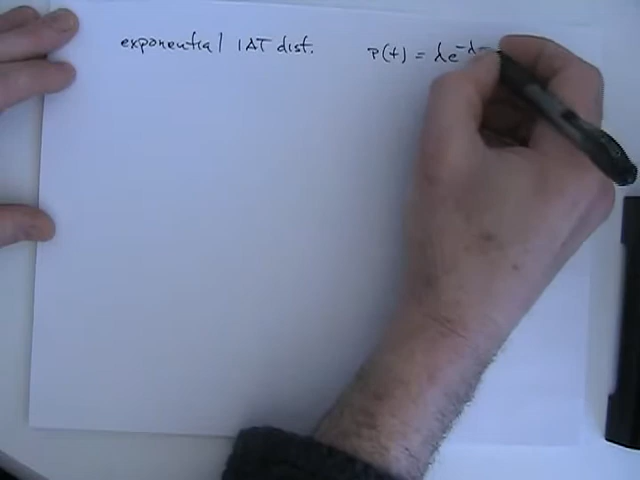 exponential IAT dist. P(t) = λe^-λ